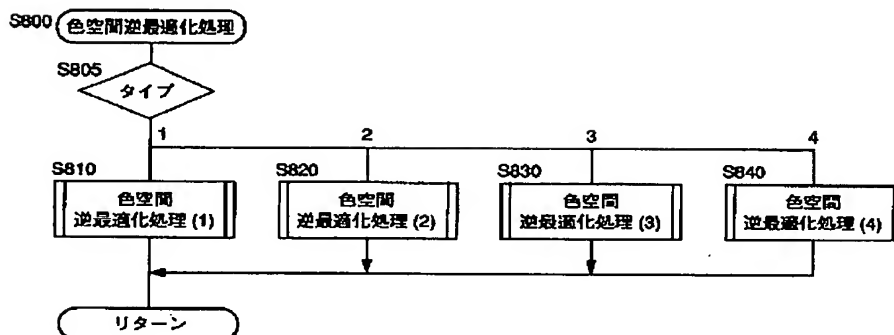 S800
色空間逆最適化処理
S805
タイプ
1
2
3
4
S810
色空間
逆最適化処理 (1)
S820
色空間
逆最適化処理 (2)
S830
色空間
逆最適化処理 (3)
S840
色空間
逆最適化処理 (4)
リターン